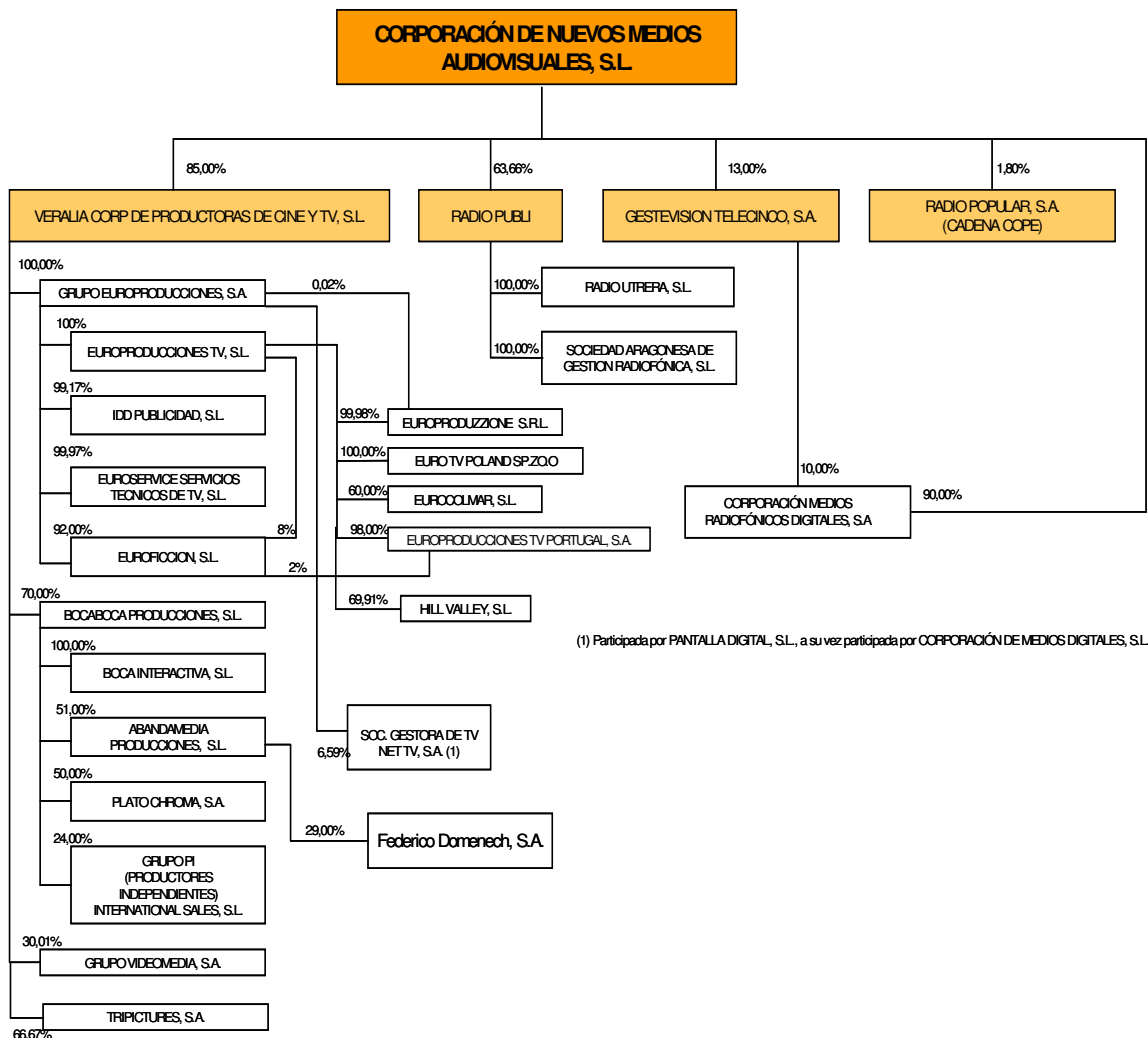 CORPORACIÓN DE NUEVOS MEDIOS
AUDIOVISUALES, S.L.
85,00%
63,66%
13,00%
1,80%
VERALIA CORP DE PRODUCTORAS DE CINE Y TV, S.L.
RADIO PUBLI
GESTEVISION TELECINCO, S.A.
RADIO POPULAR, S.A.
(CADENA COPE)
100,00%
GRUPO EUROPRODUCCIONES, S.A.
0,02%
100,00%
RADIO UTRERA, S.L.
100%
EUROPRODUCCIONES TV, S.L.
100,00%
SOCIEDAD ARAGONESA DE
GESTION RADIOFÓNICA, S.L.
99,17%
IDD PUBLICIDAD, S.L.
99,98%
EUROPRODUZZIONE S.R.L.
99,97%
EUROSERVICE SERVICIOS
TECNICOS DE TV, S.L.
100,00%
EURO TV POLAND SP.ZO.O
60,00%
EUROCOLMAR, S.L.
10,00%
CORPORACIÓN MEDIOS
RADIOFÓNICOS DIGITALES, S.A.
90,00%
92,00%
EUROFICCION, S.L.
8%
98,00%
EUROPRODUCCIONES TV PORTUGAL, S.A.
2%
69,91%
HILL VALLEY, S.L.
70,00%
BOCABOCA PRODUCCIONES, S.L.
(1) Participada por PANTALLA DIGITAL, S.L., a su vez participada por CORPORACIÓN DE MEDIOS DIGITALES, S.L.
100,00%
BOCA INTERACTIVA, S.L.
51,00%
ABANDAMEDIA
PRODUCCIONES, S.L.
6,59%
SOC. GESTORA DE TV
NET TV, S.A. (1)
50,00%
PLATO CHROMA, S.A.
29,00%
Federico Domenech, S.A.
24,00%
GRUPO PI
(PRODUCTORES
INDEPENDIENTES)
INTERNATIONAL SALES, S.L.
30,01%
GRUPO VIDEOMEDIA, S.A.
TRIPICTURES, S.A.
66,67%